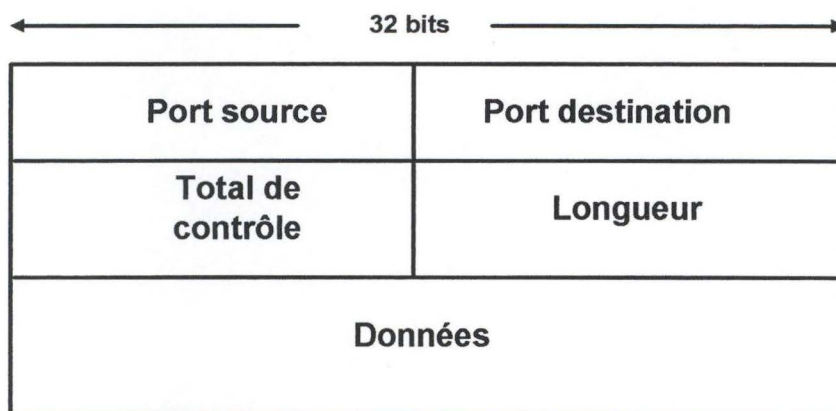 32 bits
Port source
Port destination
Total de
contrôle
Longueur
Données